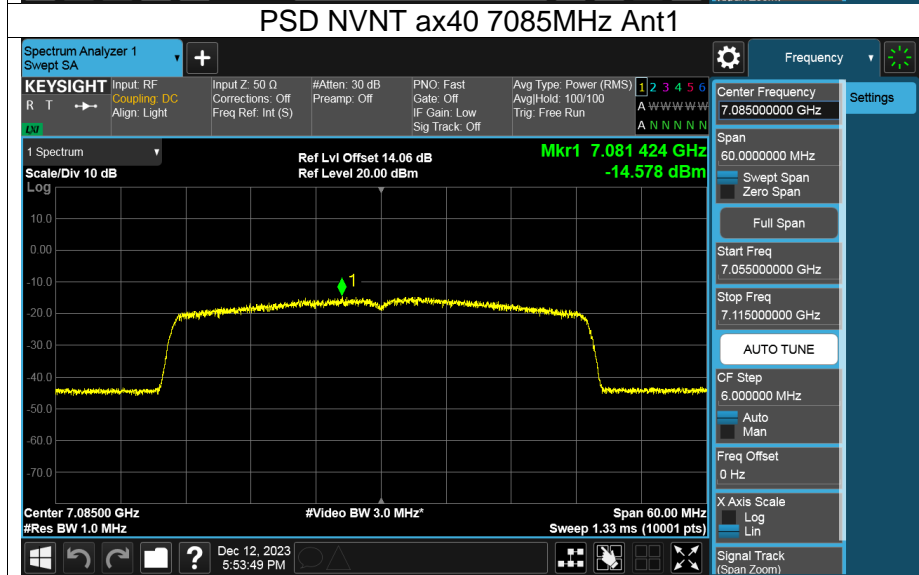 (Span Zoom)
PSD NVNT ax40 7085MHz Ant1
Spectrum Analyzer 1
Swept SA
+
Frequency
KEYSIGHT
R T
LXI
Input: RF
Coupling: DC
Align: Light
Input Z: 50 Ω
Corrections: Off
Freq Ref: Int (S)
#Atten: 30 dB
Preamp: Off
PNO: Fast
Gate: Off
IF Gain: Low
Sig Track: Off
Avg Type: Power (RMS)
Avg|Hold: 100/100
Trig: Free Run
1 2 3 4 5 6
A W W W W W
A N N N N N
Center Frequency
7.085000000 GHz
Settings
Span
60.0000000 MHz
Swept Span
Zero Span
Full Span
Start Freq
7.055000000 GHz
Stop Freq
7.115000000 GHz
AUTO TUNE
CF Step
6.000000 MHz
Auto
Man
Freq Offset
0 Hz
X Axis Scale
Log
Lin
Signal Track
(Span Zoom)
1 Spectrum
Scale/Div 10 dB
Log
Ref Lvl Offset 14.06 dB
Ref Level 20.00 dBm
Mkr1 7.081 424 GHz
-14.578 dBm
10.0
0.00
-10.0
-20.0
-30.0
-40.0
-50.0
-60.0
-70.0
1
Center 7.08500 GHz
#Res BW 1.0 MHz
#Video BW 3.0 MHz*
Span 60.00 MHz
Sweep 1.33 ms (10001 pts)
?
Dec 12, 2023
5:53:49 PM